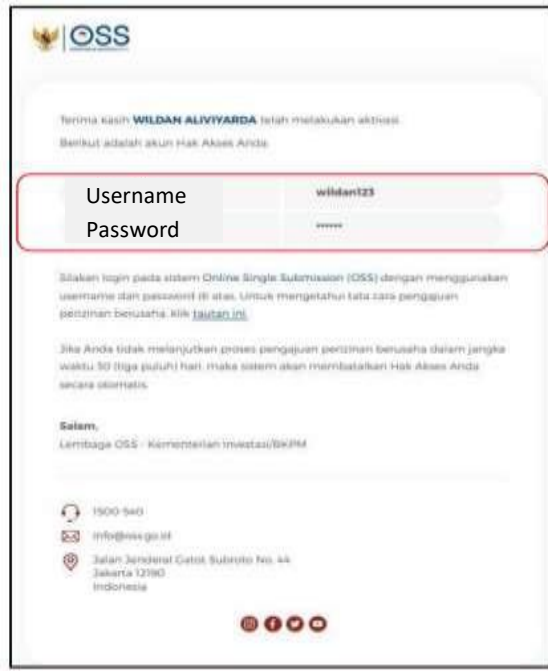 OSS
Terima kasih WILDAN ALIVIYARDA telah melakukan aktivasi.
Berikut adalah akun Hak Akses Anda:
Username wildan123
Password ••••••
Silakan login pada sistem Online Single Submission (OSS) dengan menggunakan
username dan password di atas. Untuk mengetahui tata cara pengajuan
perizinan berusaha. Klik tautan ini.
Jika Anda tidak melanjutkan proses pengajuan perizinan berusaha dalam jangka
waktu 30 (tiga puluh) hari, maka sistem akan membatalkan Hak Akses Anda
secara otomatis.
Salam,
Lembaga OSS - Kementerian Investasi/BKPM
1500 540
info@oss.go.id
Jalan Jenderal Gatot Subroto No. 44
Jakarta 12190
Indonesia